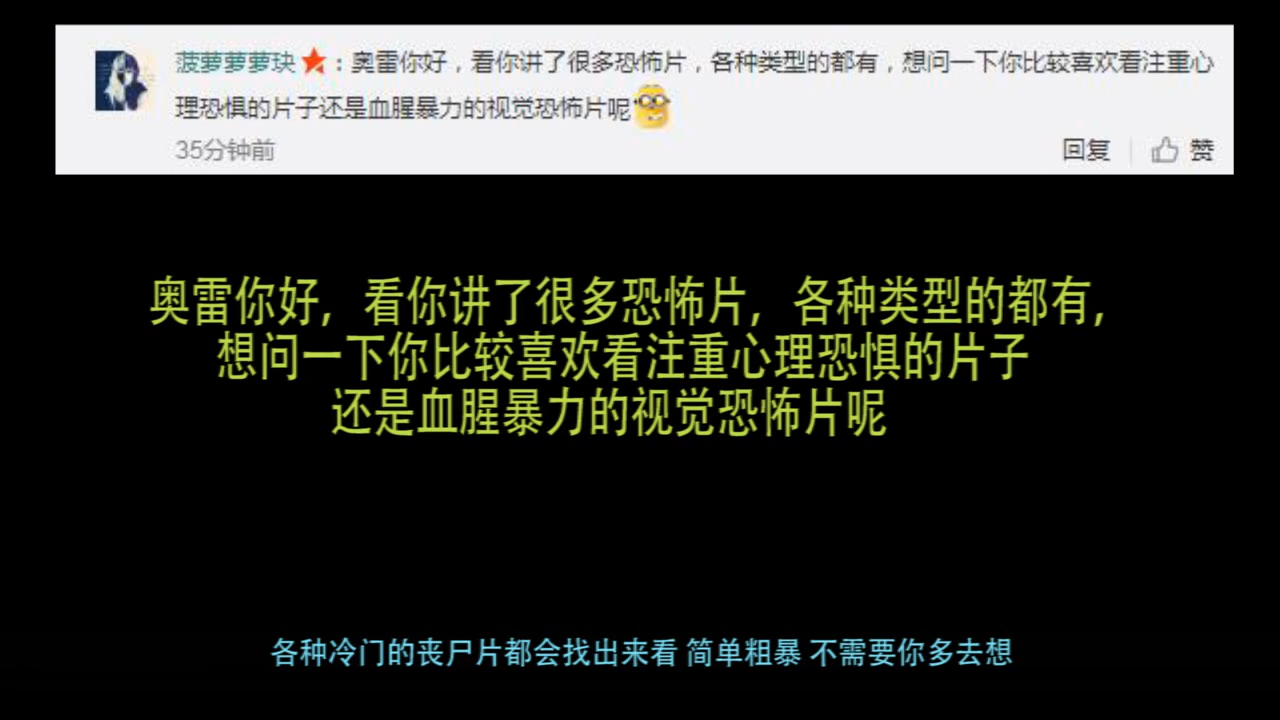 菠萝萝萝玦：奥雷你好，看你讲了很多恐怖片，各种类型的都有，想问一下你比较喜欢看注重心
理恐惧的片子还是血腥暴力的视觉恐怖片呢
35分钟前
回复 赞
奥雷你好，看你讲了很多恐怖片，各种类型的都有，
想问一下你比较喜欢看注重心理恐惧的片子
还是血腥暴力的视觉恐怖片呢
各种冷门的丧尸片都会找出来看 简单粗暴 不需要你多去想